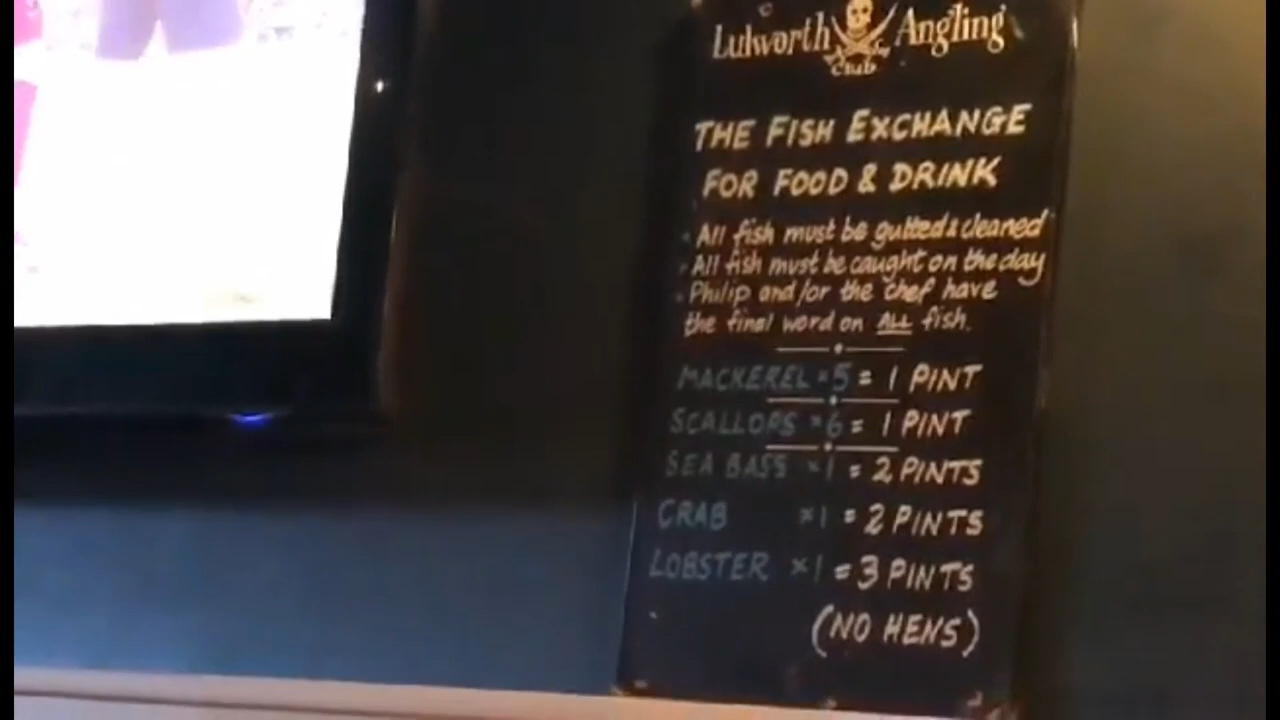 Lulworth Angling
Club
THE FISH EXCHANGE
FOR FOOD & DRINK
• All fish must be gutted & cleaned
• All fish must be caught on the day
• Philip and/or the chef have
the final word on ALL fish.
MACKEREL ×5 = 1 PINT
SCALLOPS ×6 = 1 PINT
SEA BASS ×1 = 2 PINTS
CRAB ×1 = 2 PINTS
LOBSTER ×1 = 3 PINTS
(NO HENS)